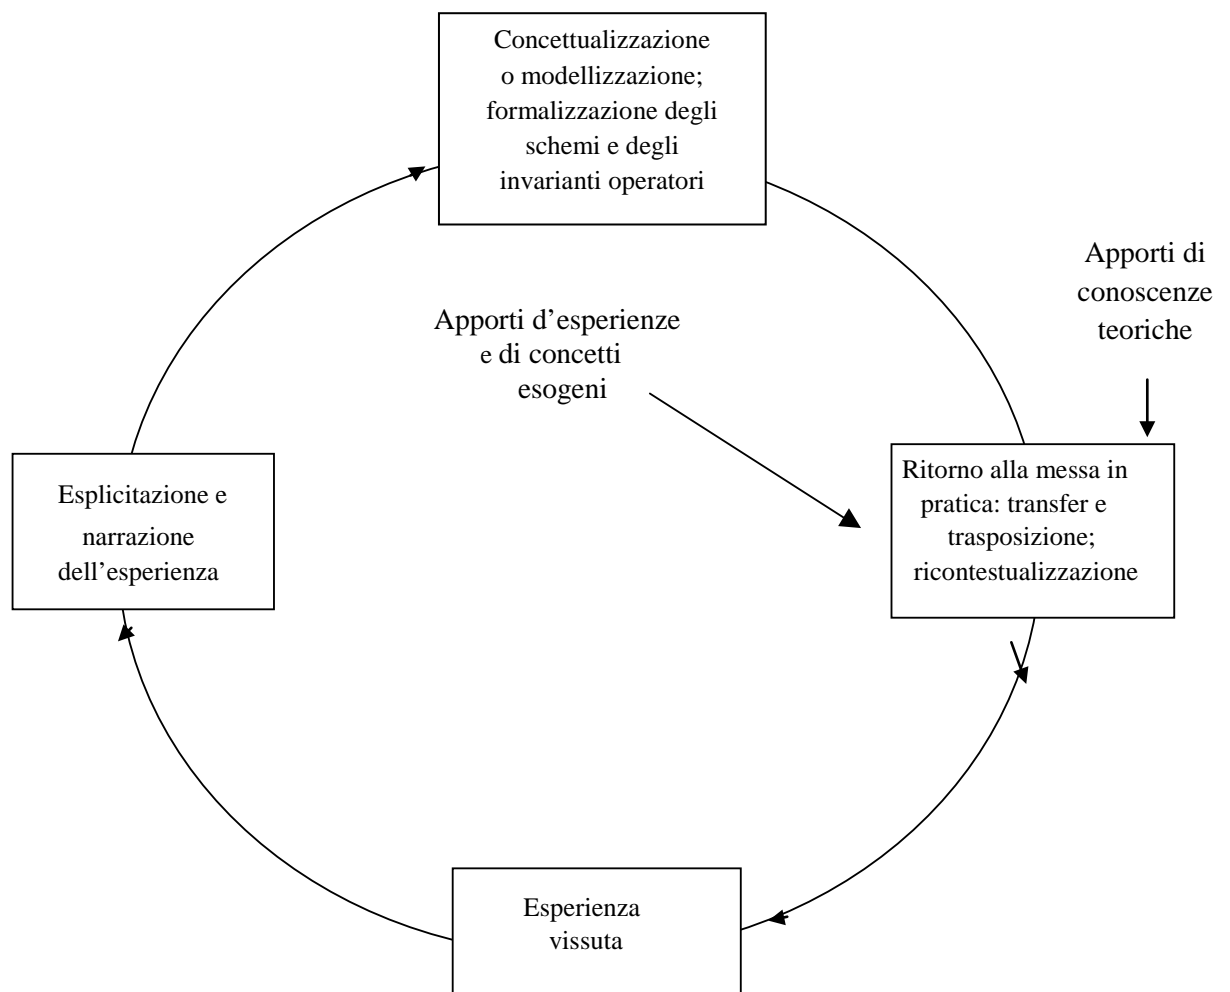 Concettualizzazione
o modellizzazione;
formalizzazione degli
schemi e degli
invarianti operatori
Apporti di
conoscenze
teoriche
Apporti d’esperienze
e di concetti
esogeni
Ritorno alla messa in
pratica: transfer e
trasposizione;
ricontestualizzazione
Esplicitazione e
narrazione
dell’esperienza
Esperienza
vissuta